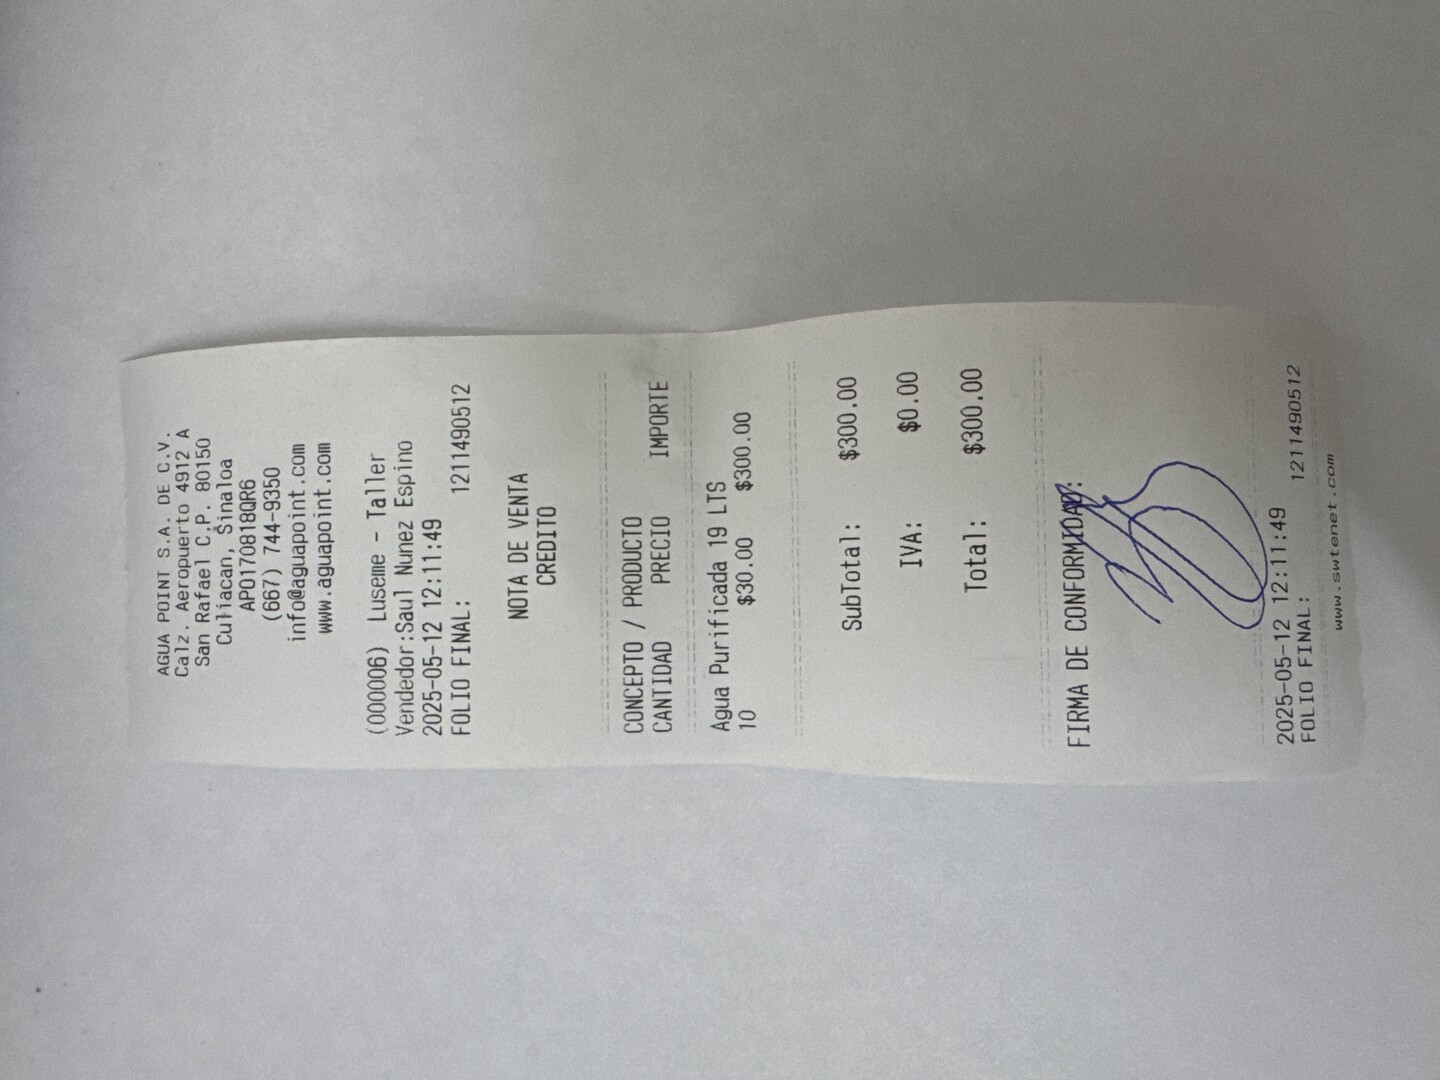 AGUA POINT S.A. DE C.V.
Calz. Aeropuerto 4912 A
San Rafael C.P. 80150
Culiacan, Sinaloa
APO170818QR6
(667) 744-9350
info@aguapoint.com
www.aguapoint.com
(000006) Luseme - Taller
Vendedor:Saul Nunez Espino
2025-05-12 12:11:49
FOLIO FINAL: 1211490512
NOTA DE VENTA
CREDITO
CONCEPTO / PRODUCTO
CANTIDAD PRECIO IMPORTE
Agua Purificada 19 LTS
10 $30.00 $300.00
SubTotal: $300.00
IVA: $0.00
Total: $300.00
FIRMA DE CONFORMIDAD:
2025-05-12 12:11:49
FOLIO FINAL: 1211490512
www.swtenet.com